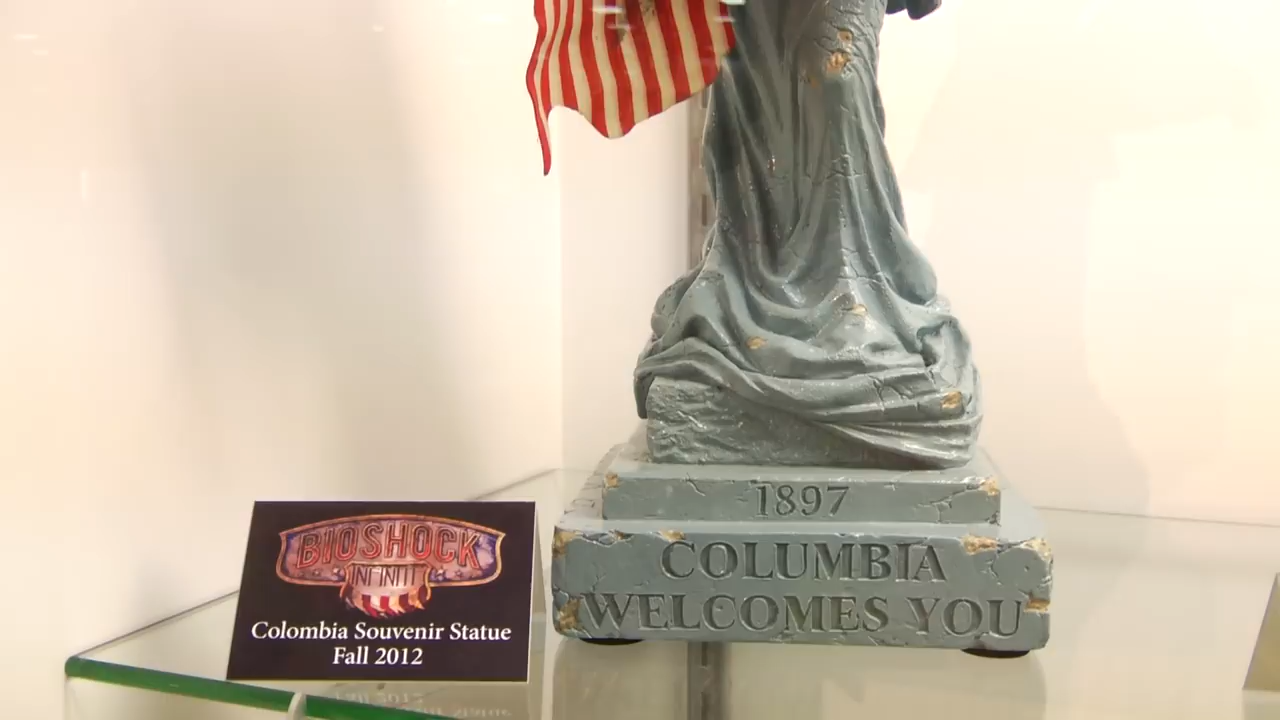 1897
COLUMBIA
WELCOMES YOU
BIOSHOCK
INFINITE
Colombia Souvenir Statue
Fall 2012